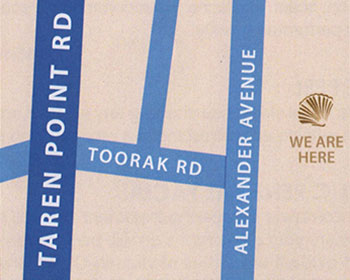 TAREN POINT RD
TOORAK RD
ALEXANDER AVENUE
WE ARE
HERE